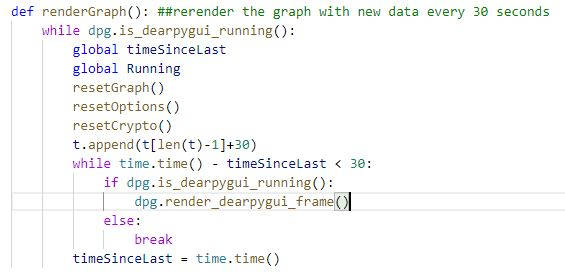 def renderGraph(): ##rerender the graph with new data every 30 seconds
    while dpg.is_dearpygui_running():
        global timeSinceLast
        global Running
        resetGraph()
        resetOptions()
        resetCrypto()
        t.append(t[len(t)-1]+30)
        while time.time() - timeSinceLast < 30:
            if dpg.is_dearpygui_running():
                dpg.render_dearpygui_frame()
            else:
                break
        timeSinceLast = time.time()